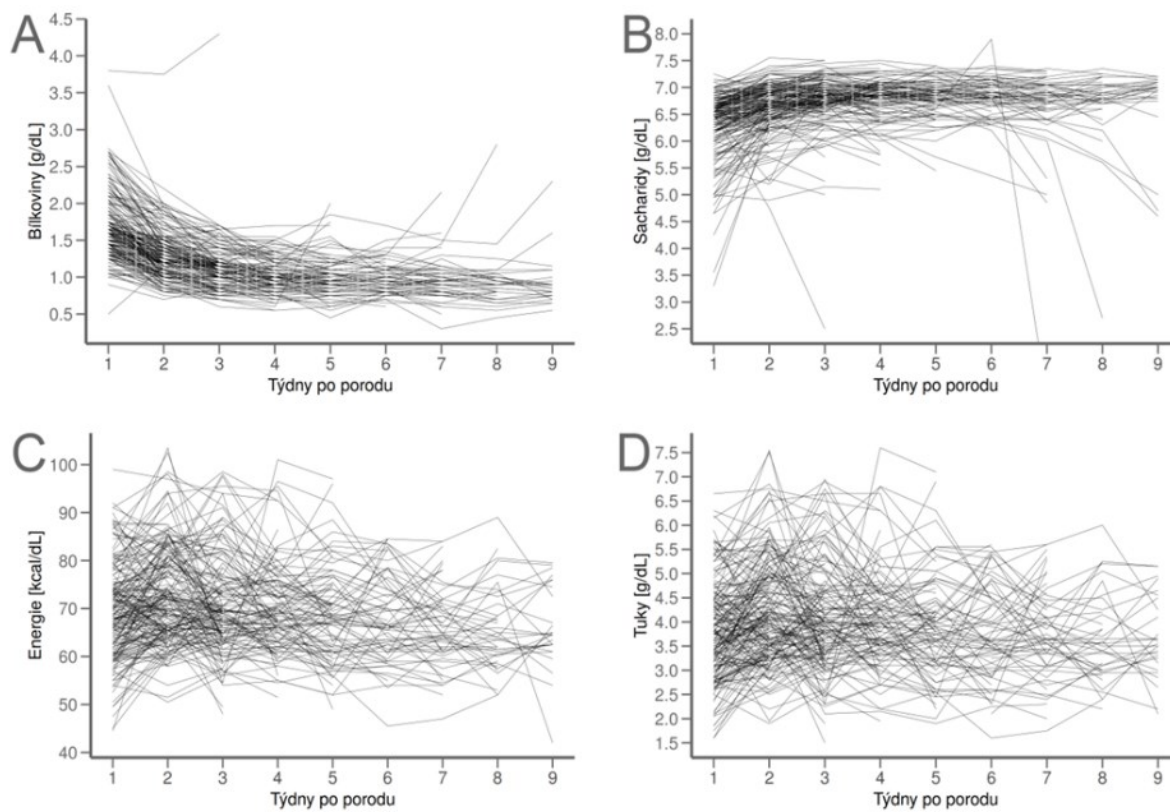 A
Bílkoviny [g/dL]
4.5
4.0
3.5
3.0
2.5
2.0
1.5
1.0
0.5
1 2 3 4 5 6 7 8 9
Týdny po porodu
B
Sacharidy [g/dL]
8.0
7.5
7.0
6.5
6.0
5.5
5.0
4.5
4.0
3.5
3.0
2.5
1 2 3 4 5 6 7 8 9
Týdny po porodu
C
Energie [kcal/dL]
100
90
80
70
60
50
40
1 2 3 4 5 6 7 8 9
Týdny po porodu
D
Tuky [g/dL]
7.5
7.0
6.5
6.0
5.5
5.0
4.5
4.0
3.5
3.0
2.5
2.0
1.5
1 2 3 4 5 6 7 8 9
Týdny po porodu